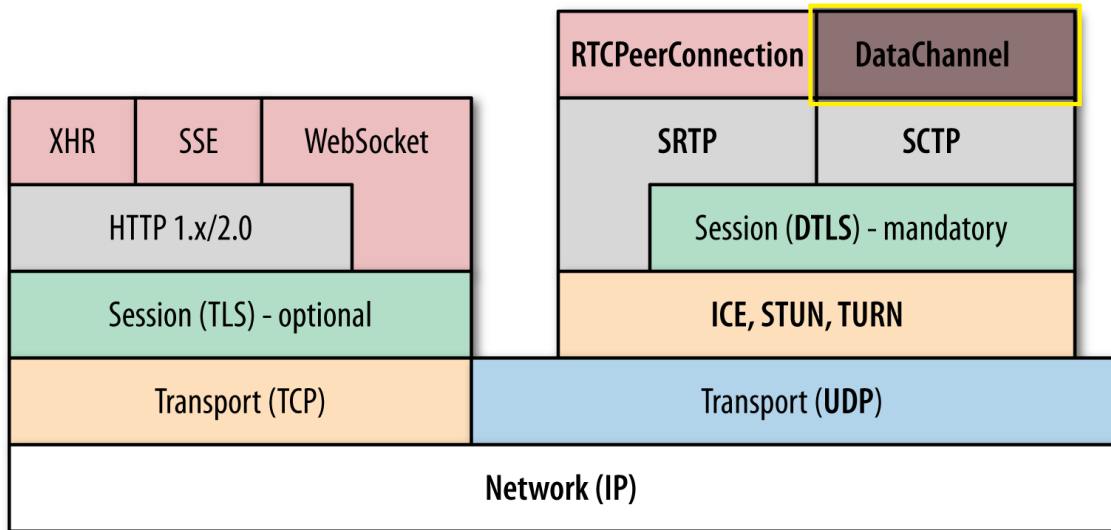 RTCPeerConnection
DataChannel
XHR
SSE
WebSocket
SRTP
SCTP
HTTP 1.x/2.0
Session (DTLS) - mandatory
Session (TLS) - optional
ICE, STUN, TURN
Transport (TCP)
Transport (UDP)
Network (IP)